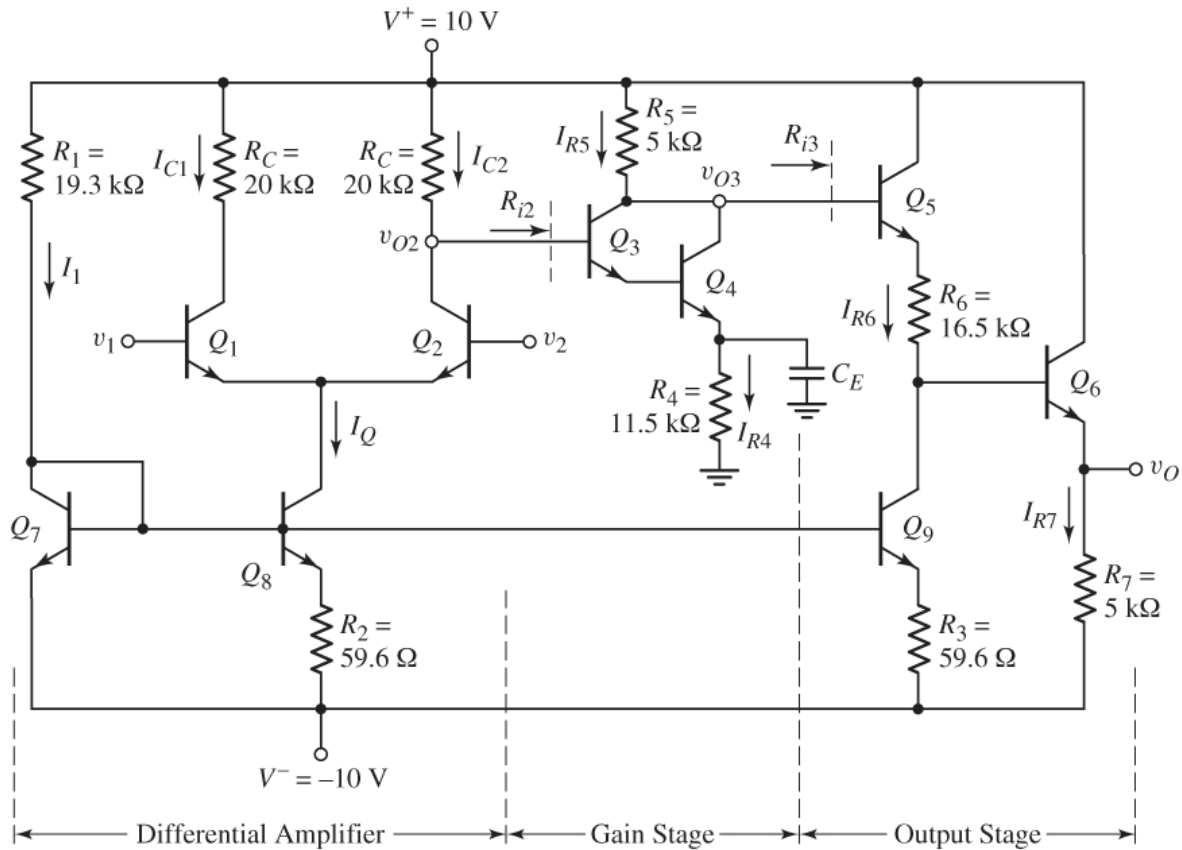 V⁺ = 10 V
R₁ =
19.3 kΩ
I_C1
R_C =
20 kΩ
R_C =
20 kΩ
I_C2
I_R5
R₅ =
5 kΩ
R_i3
R_i2
v_O3
v_O2
Q₃
Q₅
I₁
Q₄
v₁
Q₁
Q₂
v₂
I_R6
R₆ =
16.5 kΩ
C_E
Q₆
R₄ =
11.5 kΩ
I_R4
I_Q
v_O
Q₇
Q₈
Q₉
I_R7
R₂ =
59.6 Ω
R₃ =
59.6 Ω
R₇ =
5 kΩ
V⁻ = –10 V
Differential Amplifier
Gain Stage
Output Stage